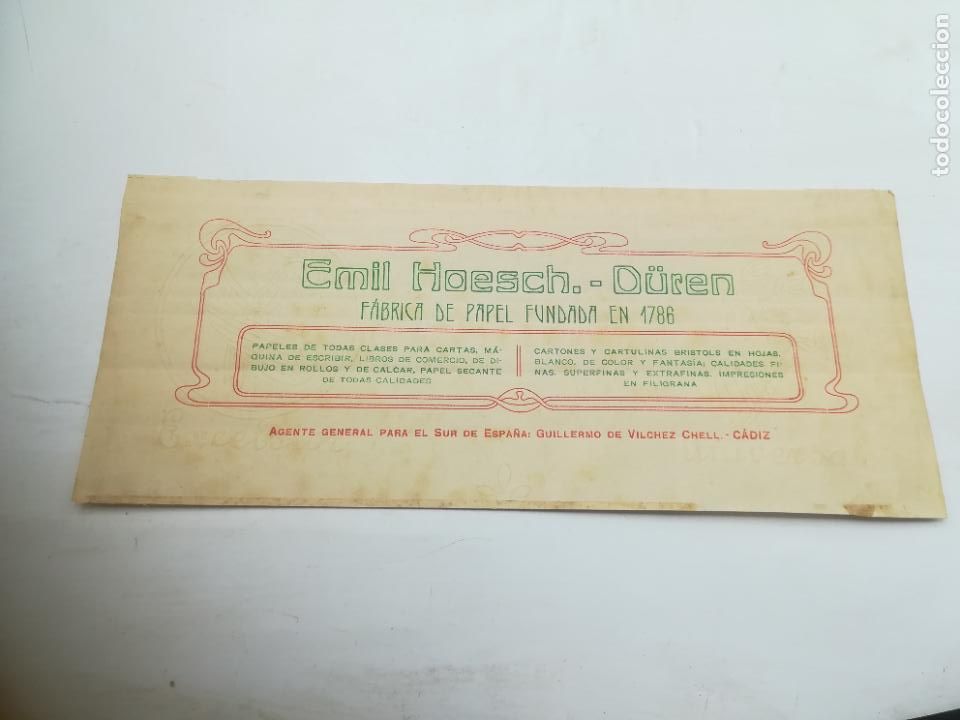 Emil Hoesch. - Düren
FÁBRICA DE PAPEL FUNDADA EN 1786
PAPELES DE TODAS CLASES PARA CARTAS, MÁ-
QUINA DE ESCRIBIR, LIBROS DE COMERCIO, DE DI-
BUJO EN ROLLOS Y DE CALCAR, PAPEL SECANTE
DE TODAS CALIDADES
CARTONES Y CARTULINAS BRISTOLS EN HOJAS,
BLANCO, DE COLOR Y FANTASÍA; CALIDADES FI-
NAS, SUPERFINAS Y EXTRAFINAS. IMPRESIONES
EN FILIGRANA
AGENTE GENERAL PARA EL SUR DE ESPAÑA: GUILLERMO DE VILCHEZ CHELL. - CÁDIZ
todocoleccion